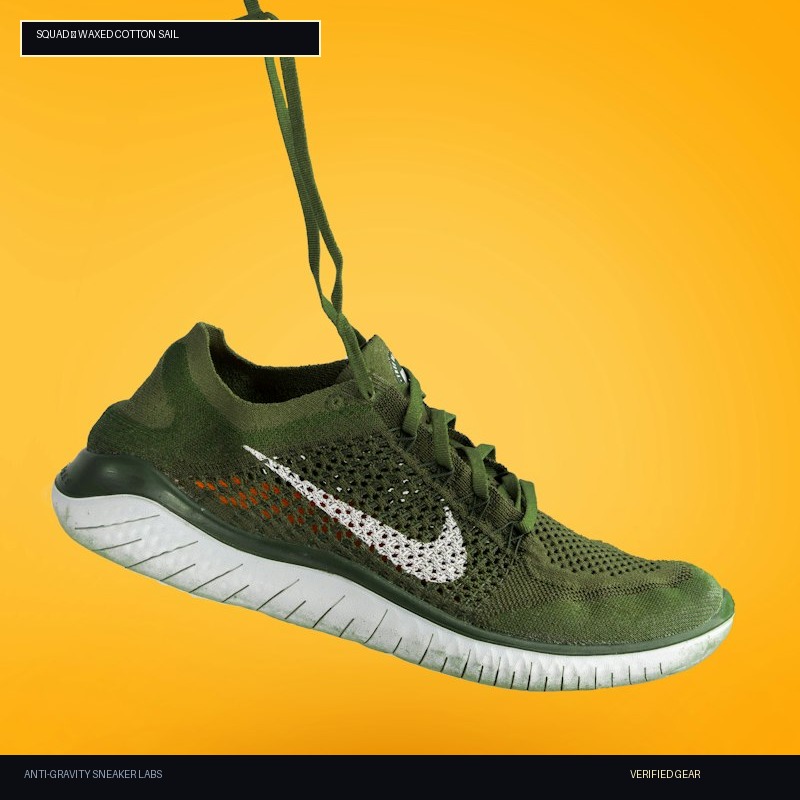 SQUAD▯ WAXED COTTON SAIL
ANTI-GRAVITY SNEAKER LABS
VERIFIED GEAR